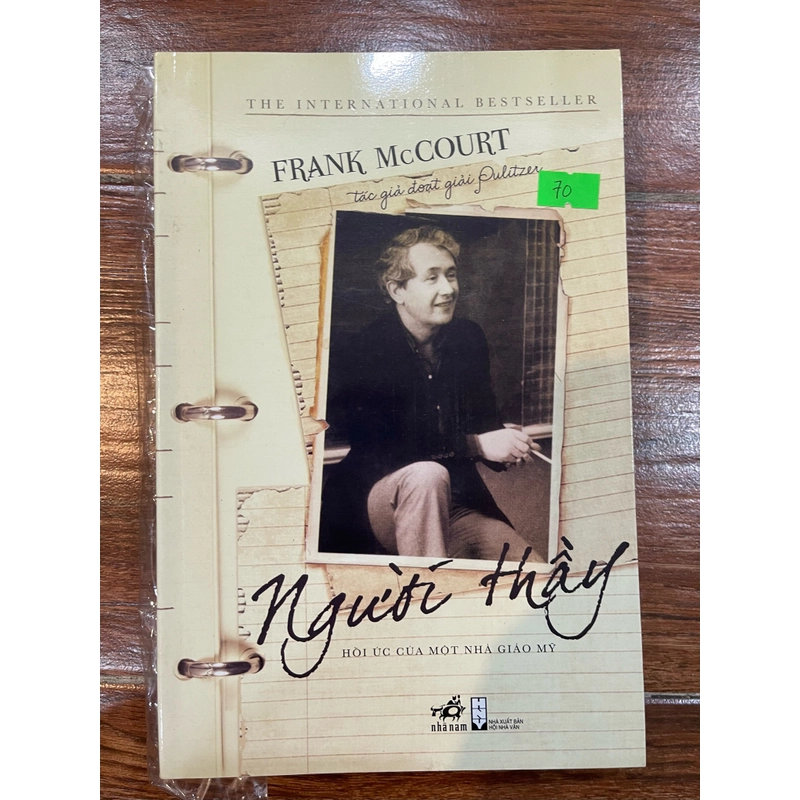 THE INTERNATIONAL BESTSELLER
FRANK McCOURT
tác giả đoạt giải Pulitzer
70
Người thầy
HỒI ỨC CỦA MỘT NHÀ GIÁO MỸ
nhã nam
NHÀ XUẤT BẢN
HỘI NHÀ VĂN